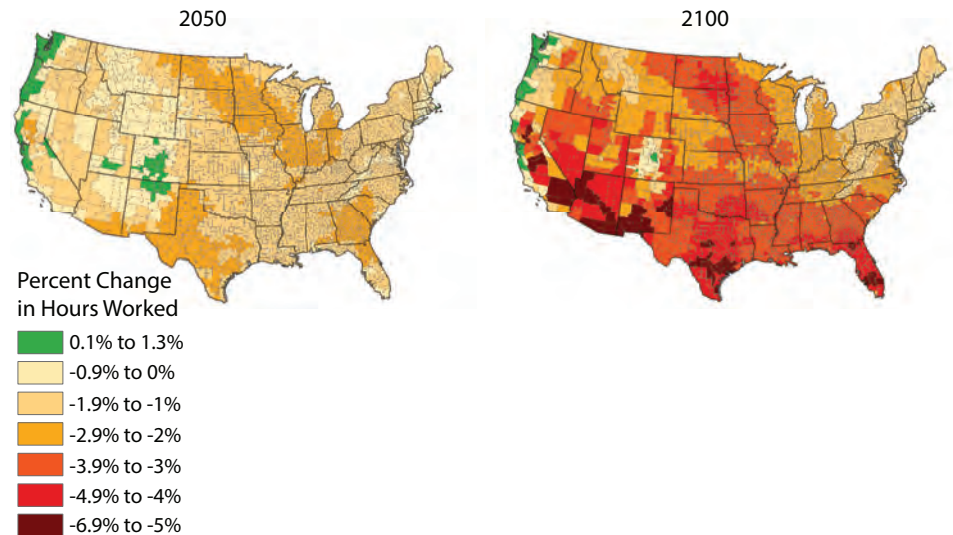 2050
2100
Percent Change
in Hours Worked
0.1% to 1.3%
-0.9% to 0%
-1.9% to -1%
-2.9% to -2%
-3.9% to -3%
-4.9% to -4%
-6.9% to -5%